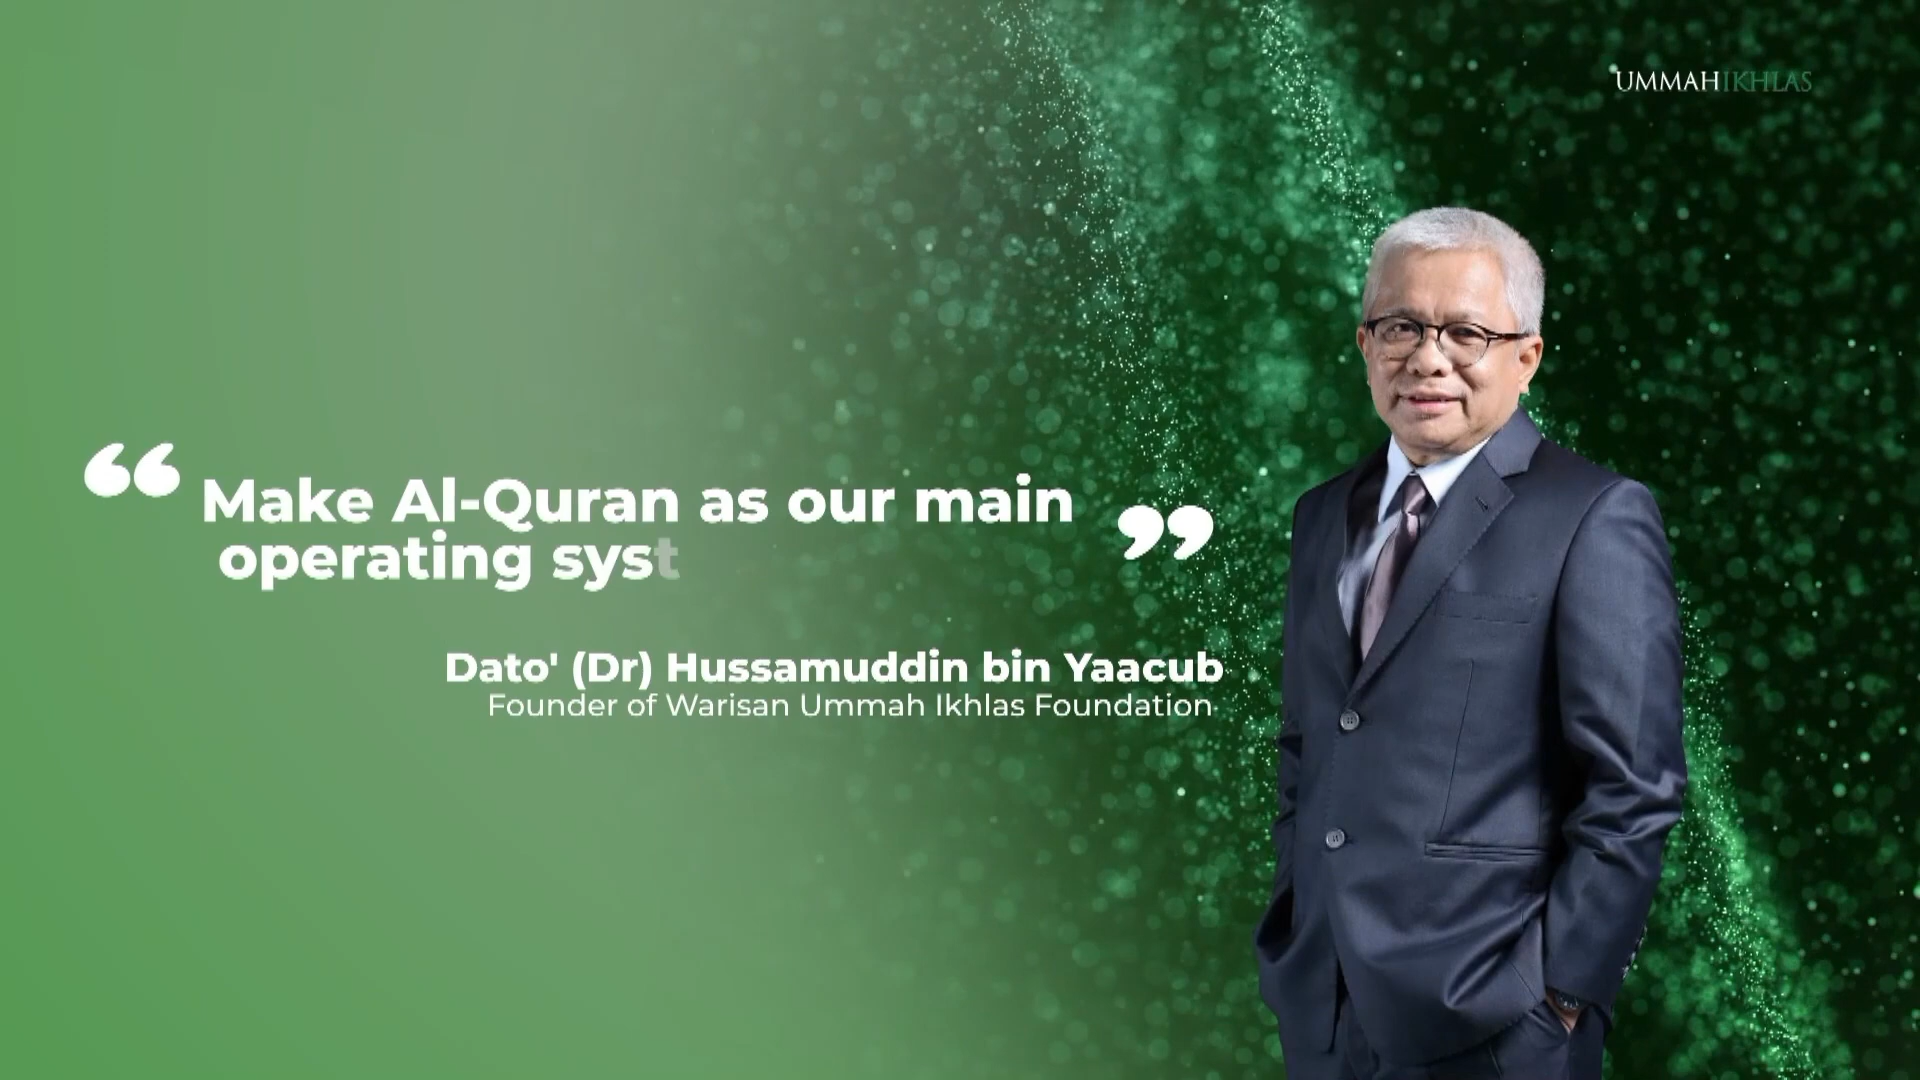 UMMAHIKHLAS
“ Make Al-Quran as our main
operating syst ”
Dato' (Dr) Hussamuddin bin Yaacub
Founder of Warisan Ummah Ikhlas Foundation